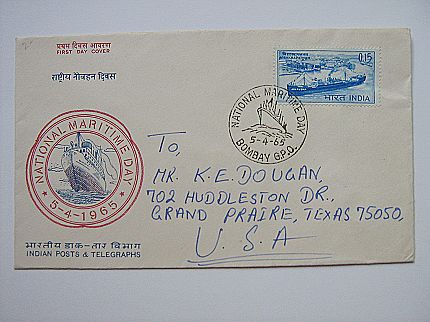 प्रथम दिवस आवरण
FIRST DAY COVER
राष्ट्रीय नौवहन दिवस
0.15
भारत INDIA
NATIONAL MARITIME DAY
5-4-65
BOMBAY G.P.O.
NATIONAL MARITIME DAY
5-4-1965
To,
MR. K.E. DOUGAN,
702 HUDDLESTON DR.,
GRAND PRAIRE, TEXAS 75050,
U.S.A
भारतीय डाक-तार विभाग
INDIAN POSTS & TELEGRAPHS